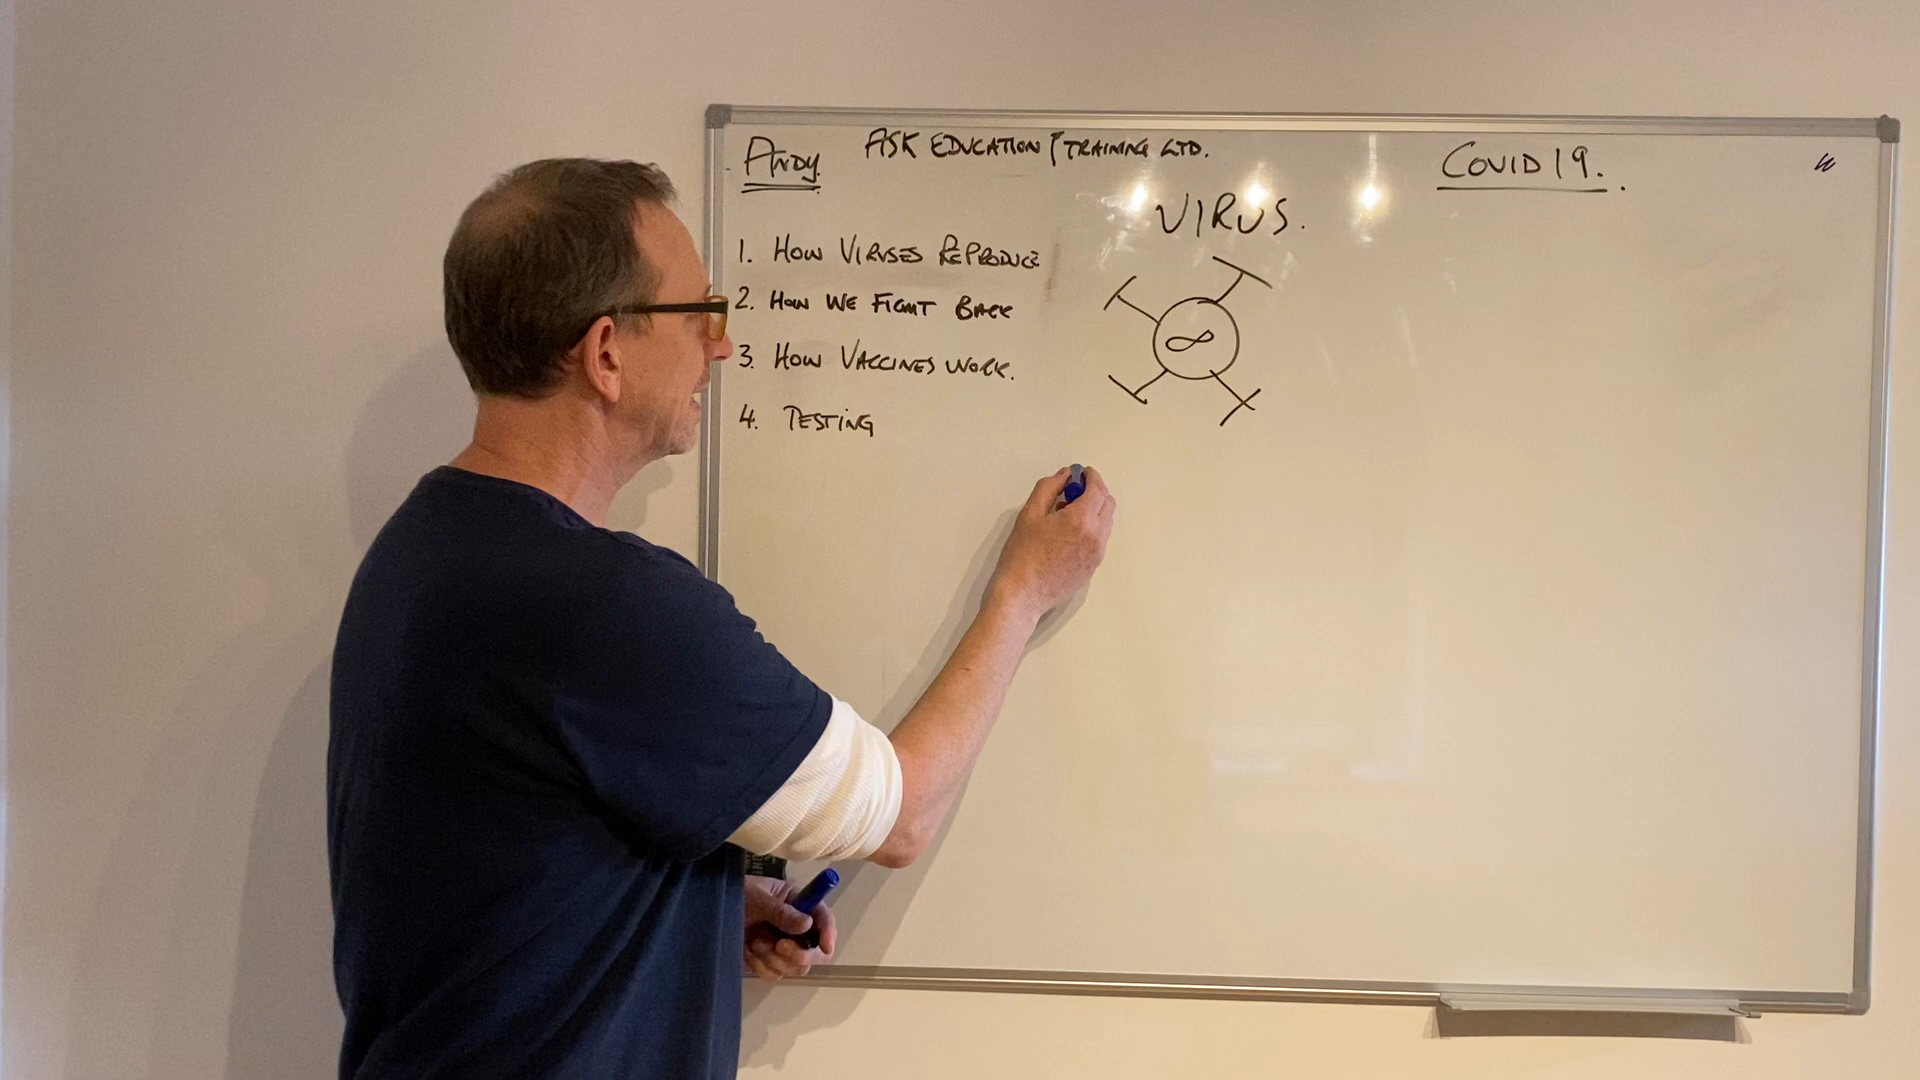 Andy.
ASK EDUCATION & TRAINING LTD.
COVID 19.
VIRUS.
1. HOW VIRUSES REPRODUCE
2. HOW WE FIGHT BACK
3. HOW VACCINES WORK.
4. TESTING